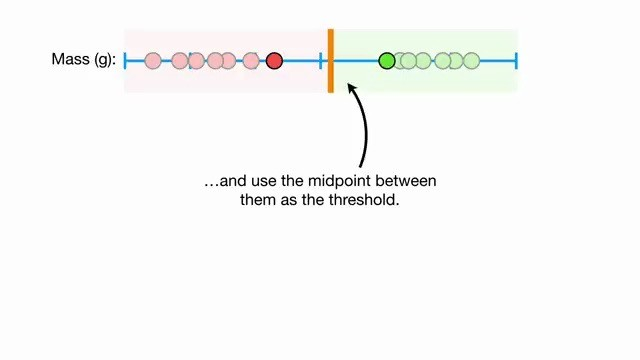 Mass (g):
…and use the midpoint between
them as the threshold.